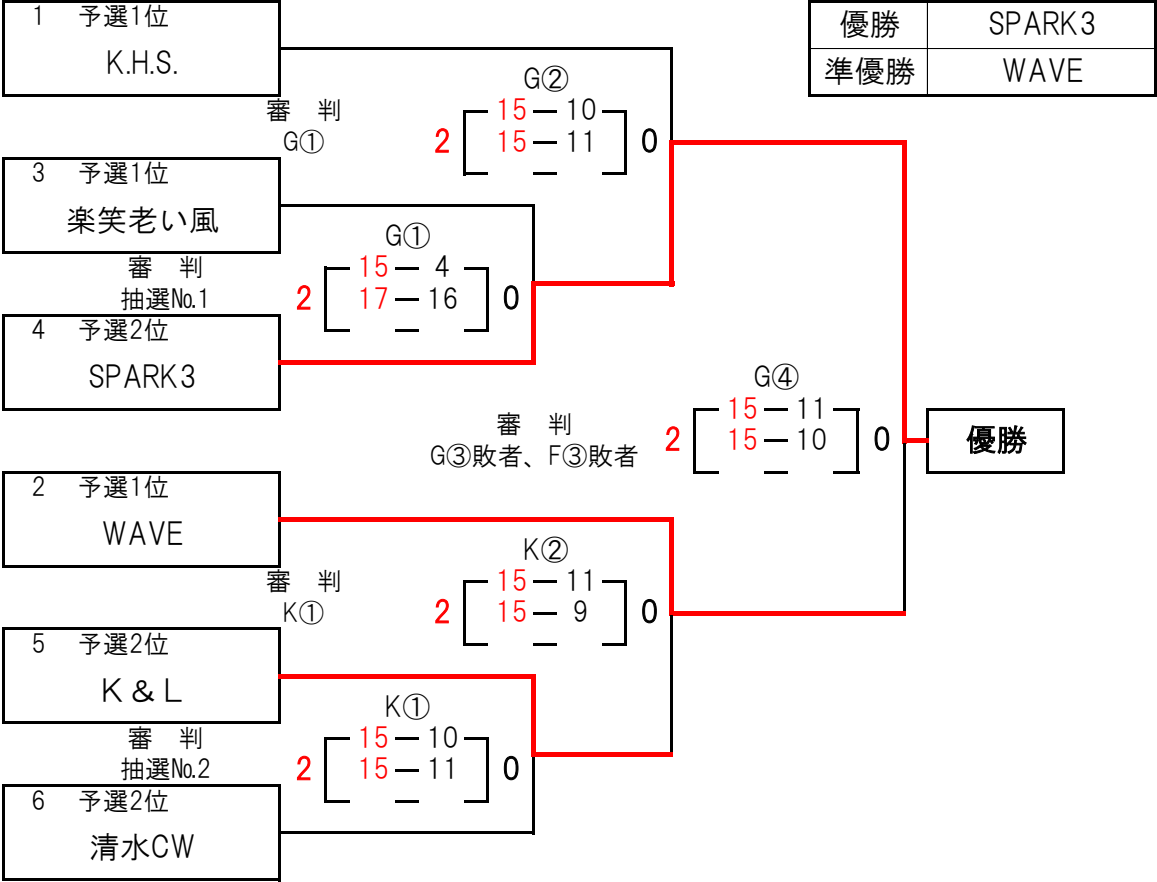 1 予選1位
K.H.S.
優勝 SPARK3
準優勝 WAVE
G②
審 判
G①
2 15 ― 10 0
15 ― 11
―
3 予選1位
楽笑老い風
G①
審 判
抽選№1
2 15 ― 4 0
17 ― 16
―
4 予選2位
SPARK3
G④
審 判
G③敗者、F③敗者
2 15 ― 11 0
15 ― 10
―
優勝
2 予選1位
WAVE
K②
審 判
K①
2 15 ― 11 0
15 ― 9
―
5 予選2位
K & L
K①
審 判
抽選№2
2 15 ― 10 0
15 ― 11
―
6 予選2位
清水CW